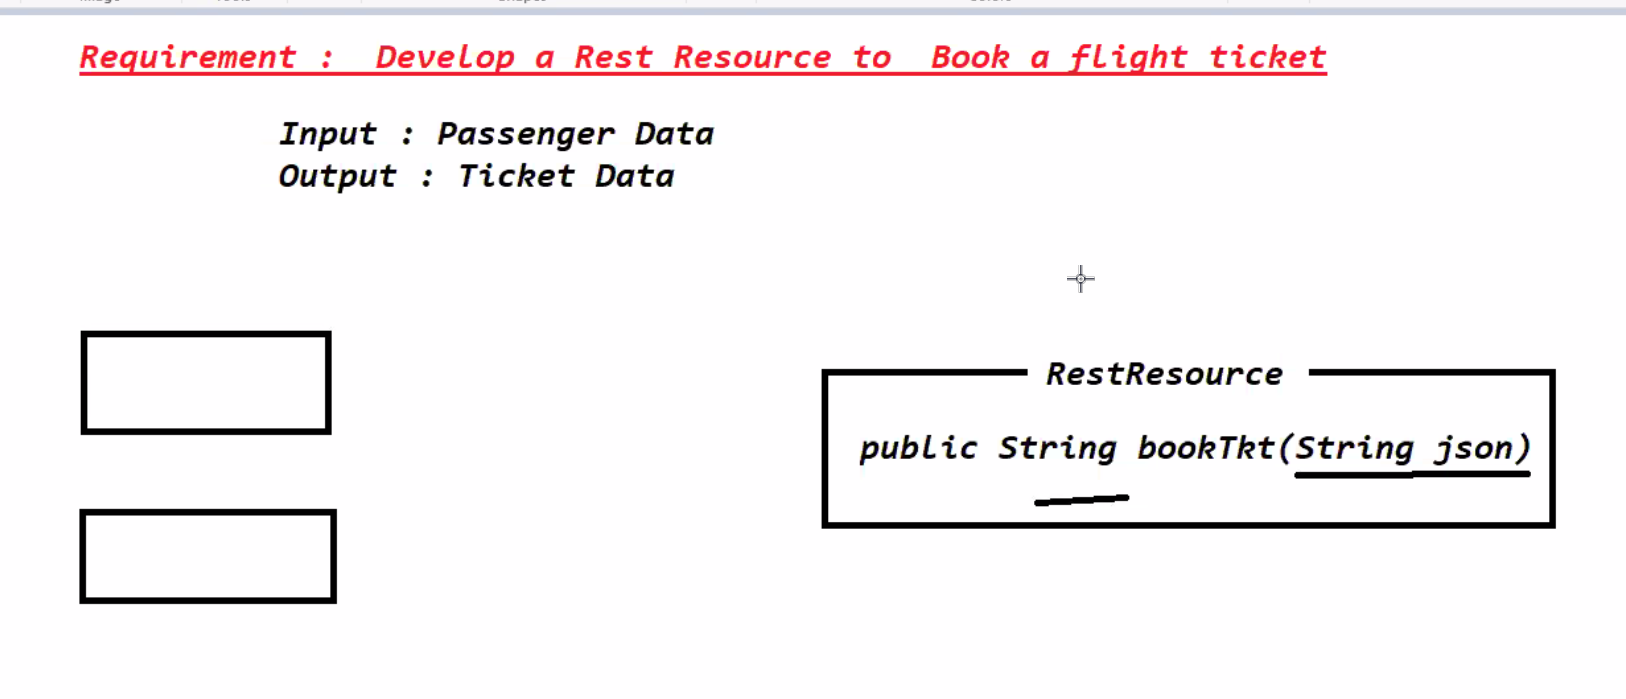 Requirement : Develop a Rest Resource to Book a flight ticket
Input : Passenger Data
Output : Ticket Data
RestResource
public String bookTkt(String json)